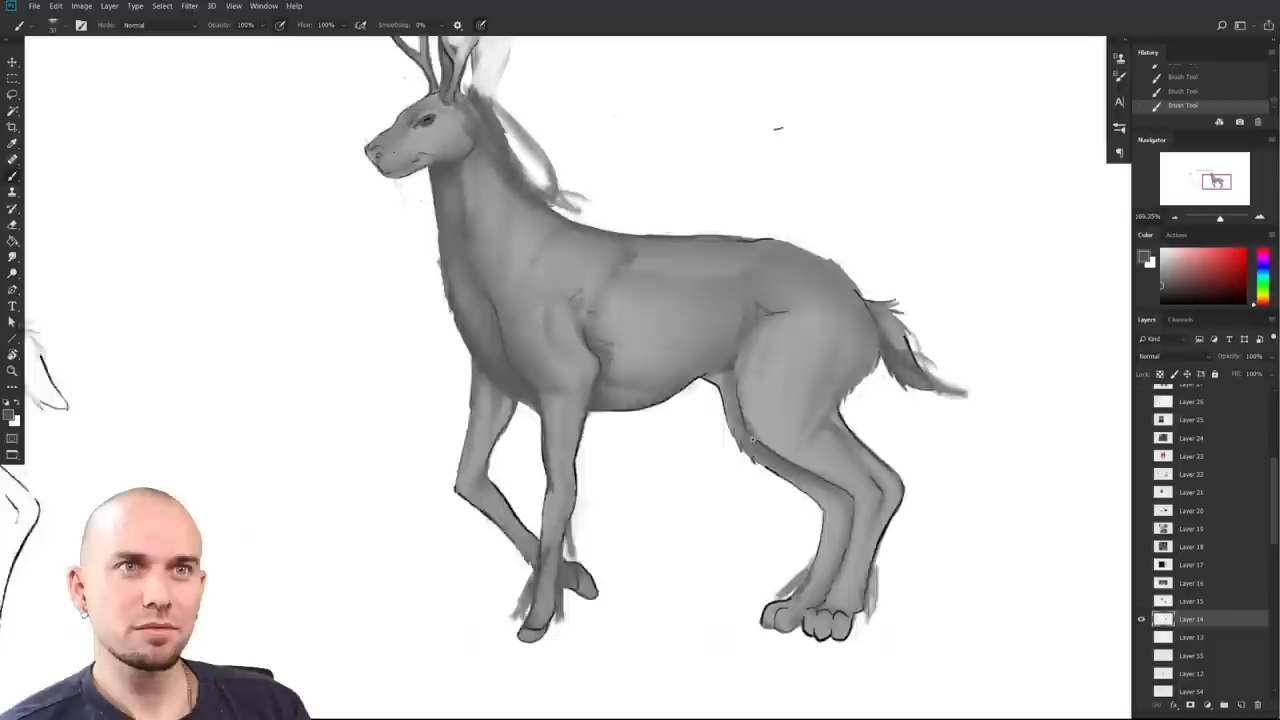 Ps File Edit Image Layer Type Select Filter 3D View Window Help
Mode: Normal Opacity: 100% Flow: 100% Smoothing: 0%
History
Brush Tool
Brush Tool
Brush Tool
Navigator
Color Actions
Layers Channels
Kind
Normal Opacity: 100%
Lock: Fill: 100%
Layer 26
Layer 25
Layer 24
Layer 23
Layer 22
Layer 21
Layer 20
Layer 19
Layer 18
Layer 17
Layer 16
Layer 15
Layer 14
Layer 13
Layer 55
Layer 12
Layer 54